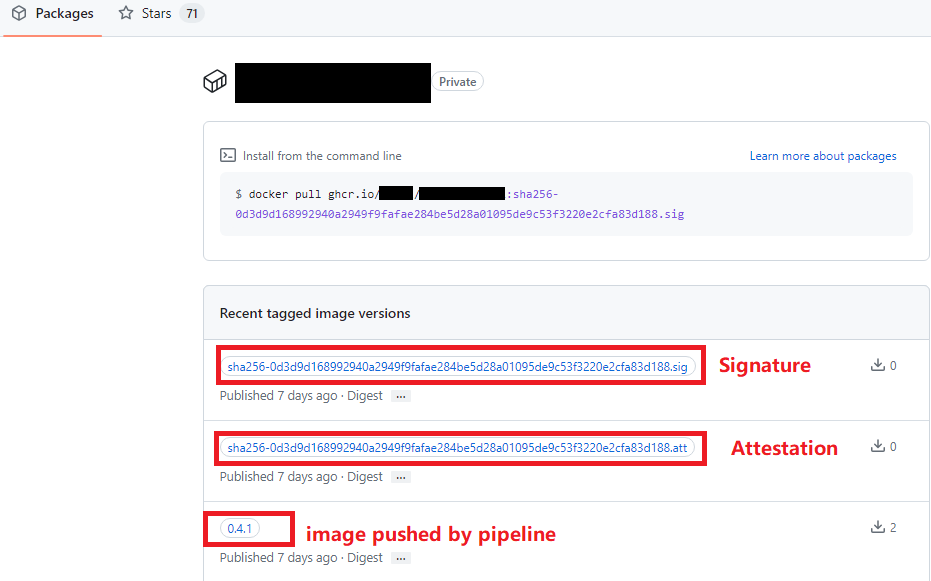 Packages Stars 71
Private
Install from the command line Learn more about packages
$ docker pull ghcr.io/ / :sha256-
0d3d9d168992940a2949f9fafae284be5d28a01095de9c53f3220e2cfa83d188.sig
Recent tagged image versions
sha256-0d3d9d168992940a2949f9fafae284be5d28a01095de9c53f3220e2cfa83d188.sig Signature 0
Published 7 days ago · Digest ...
sha256-0d3d9d168992940a2949f9fafae284be5d28a01095de9c53f3220e2cfa83d188.att Attestation 0
Published 7 days ago · Digest ...
0.4.1 image pushed by pipeline 2
Published 7 days ago · Digest ...